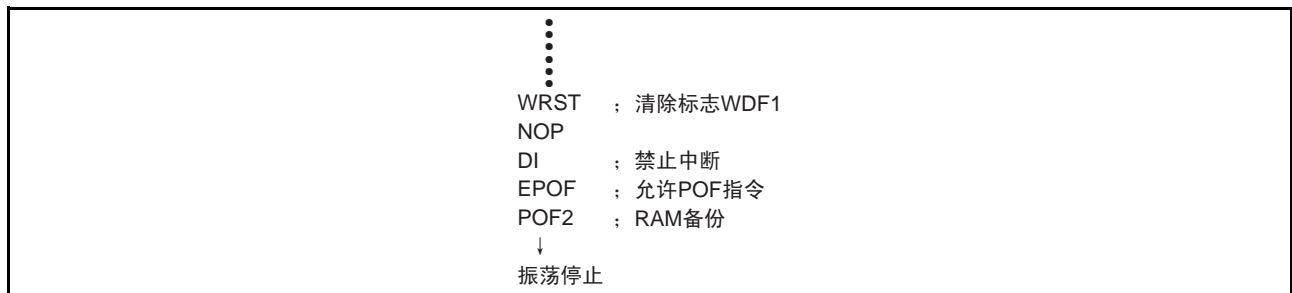 WRST ；清除标志WDF1
NOP
DI ；禁止中断
EPOF ；允许POF指令
POF2 ；RAM备份
↓
振荡停止